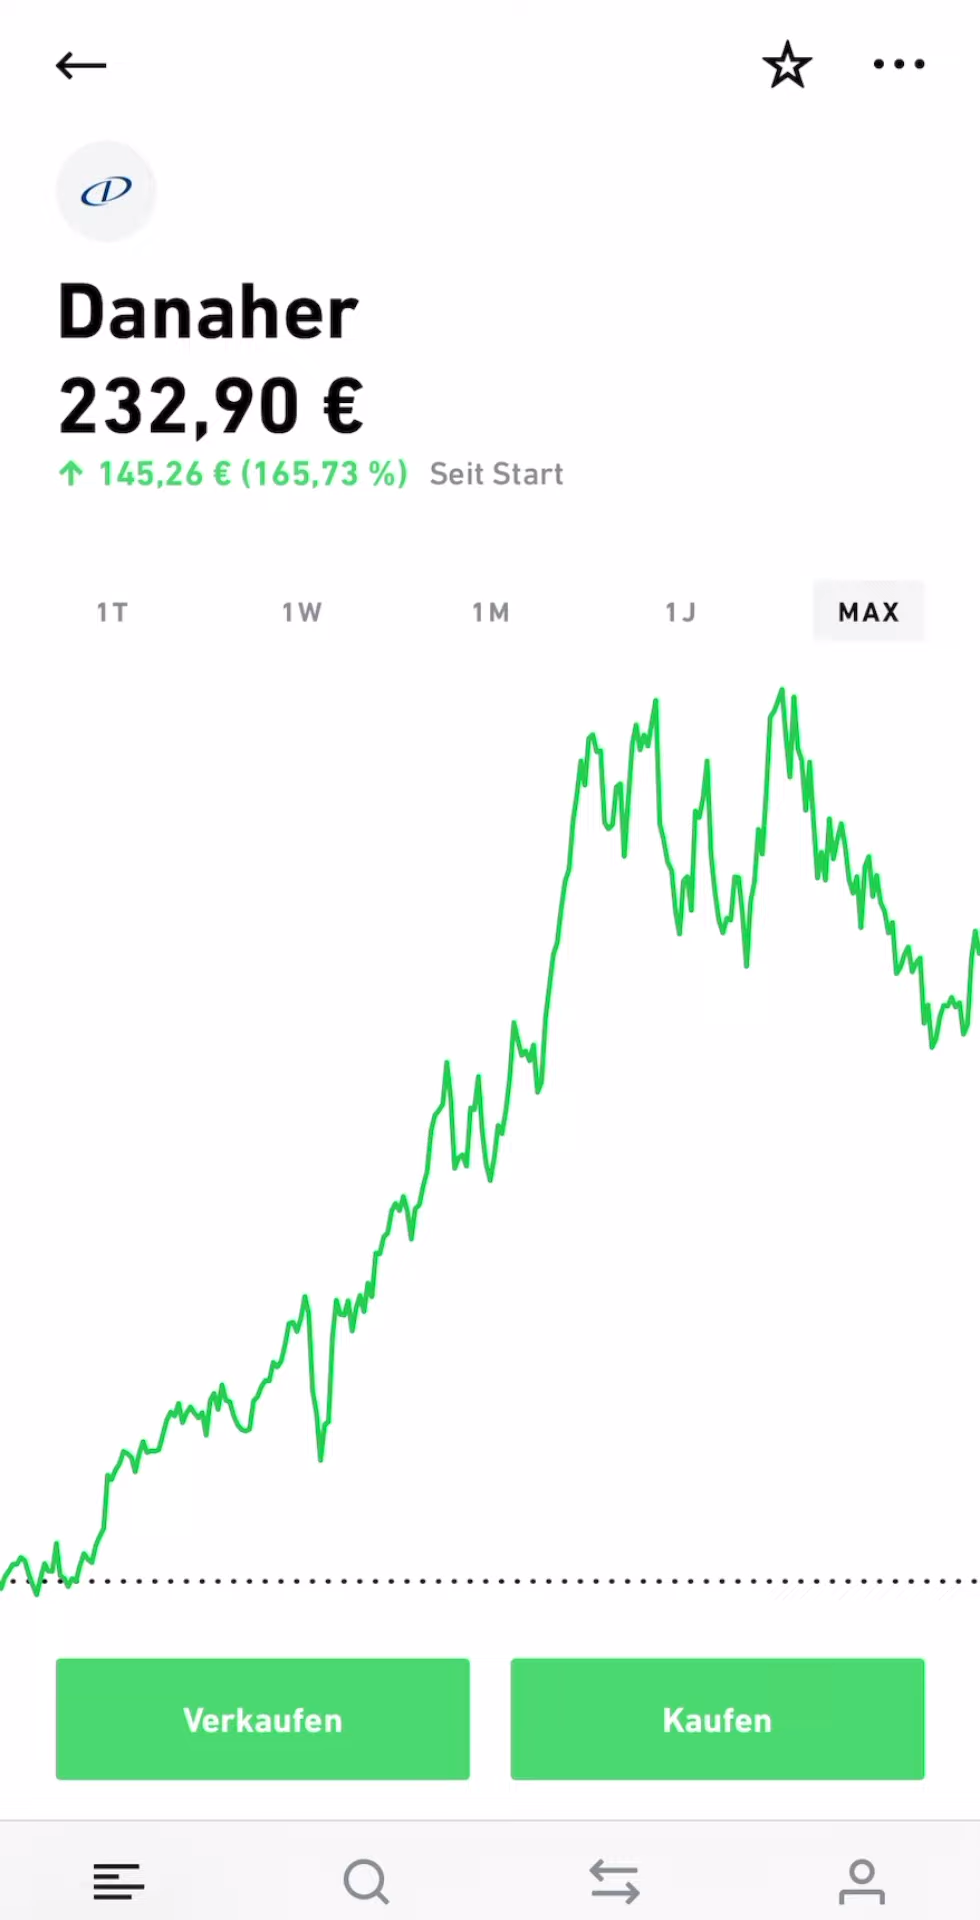 Danaher
232,90 €
↑ 145,26 € (165,73 %) Seit Start
1T 1W 1M 1J MAX
Verkaufen Kaufen